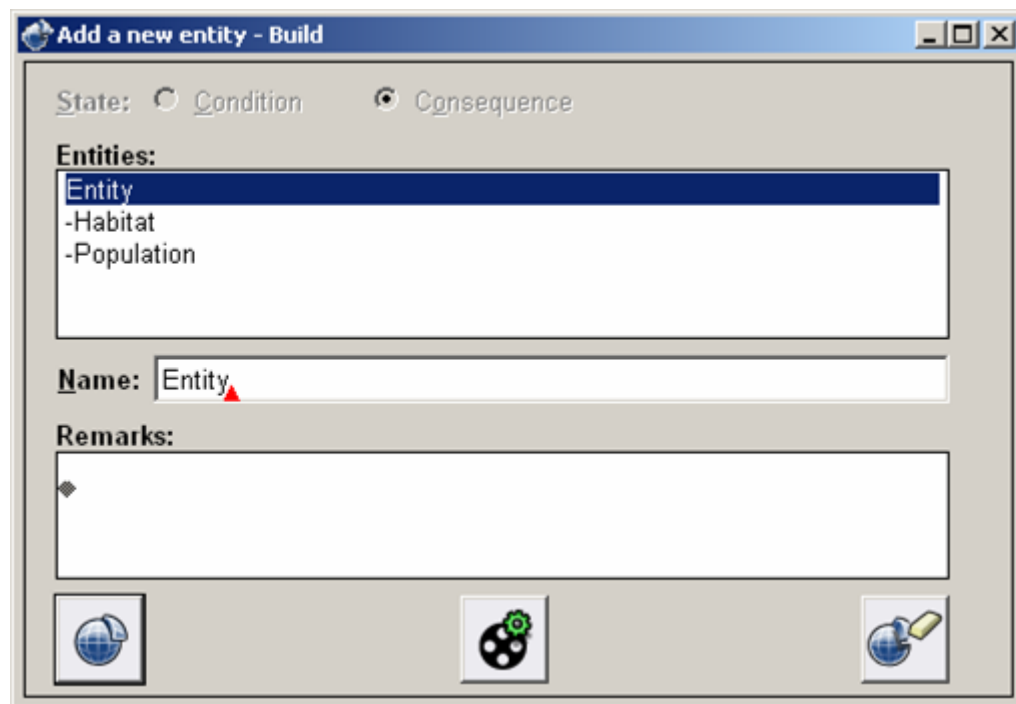 Add a new entity - Build
State: Condition Consequence
Entities:
Entity
-Habitat
-Population
Name: Entity
Remarks: